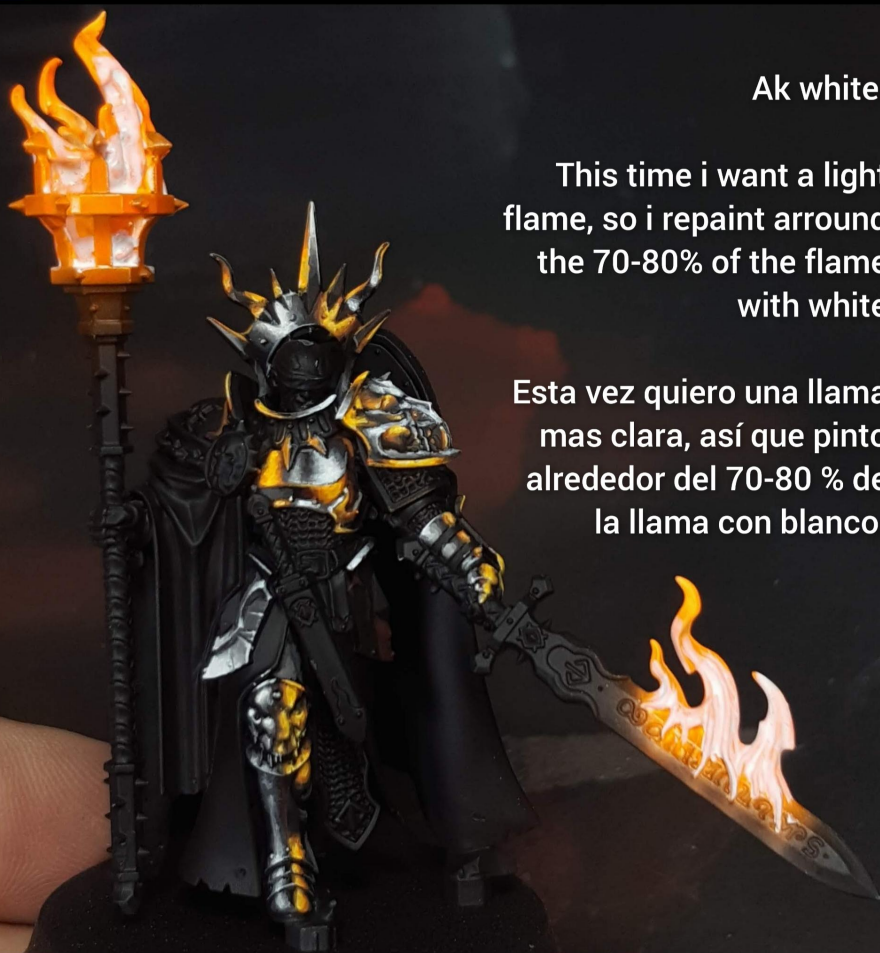 Ak white
This time i want a light
flame, so i repaint arround
the 70-80% of the flame
with white
Esta vez quiero una llama
mas clara, así que pinto
alrededor del 70-80 % de
la llama con blanco